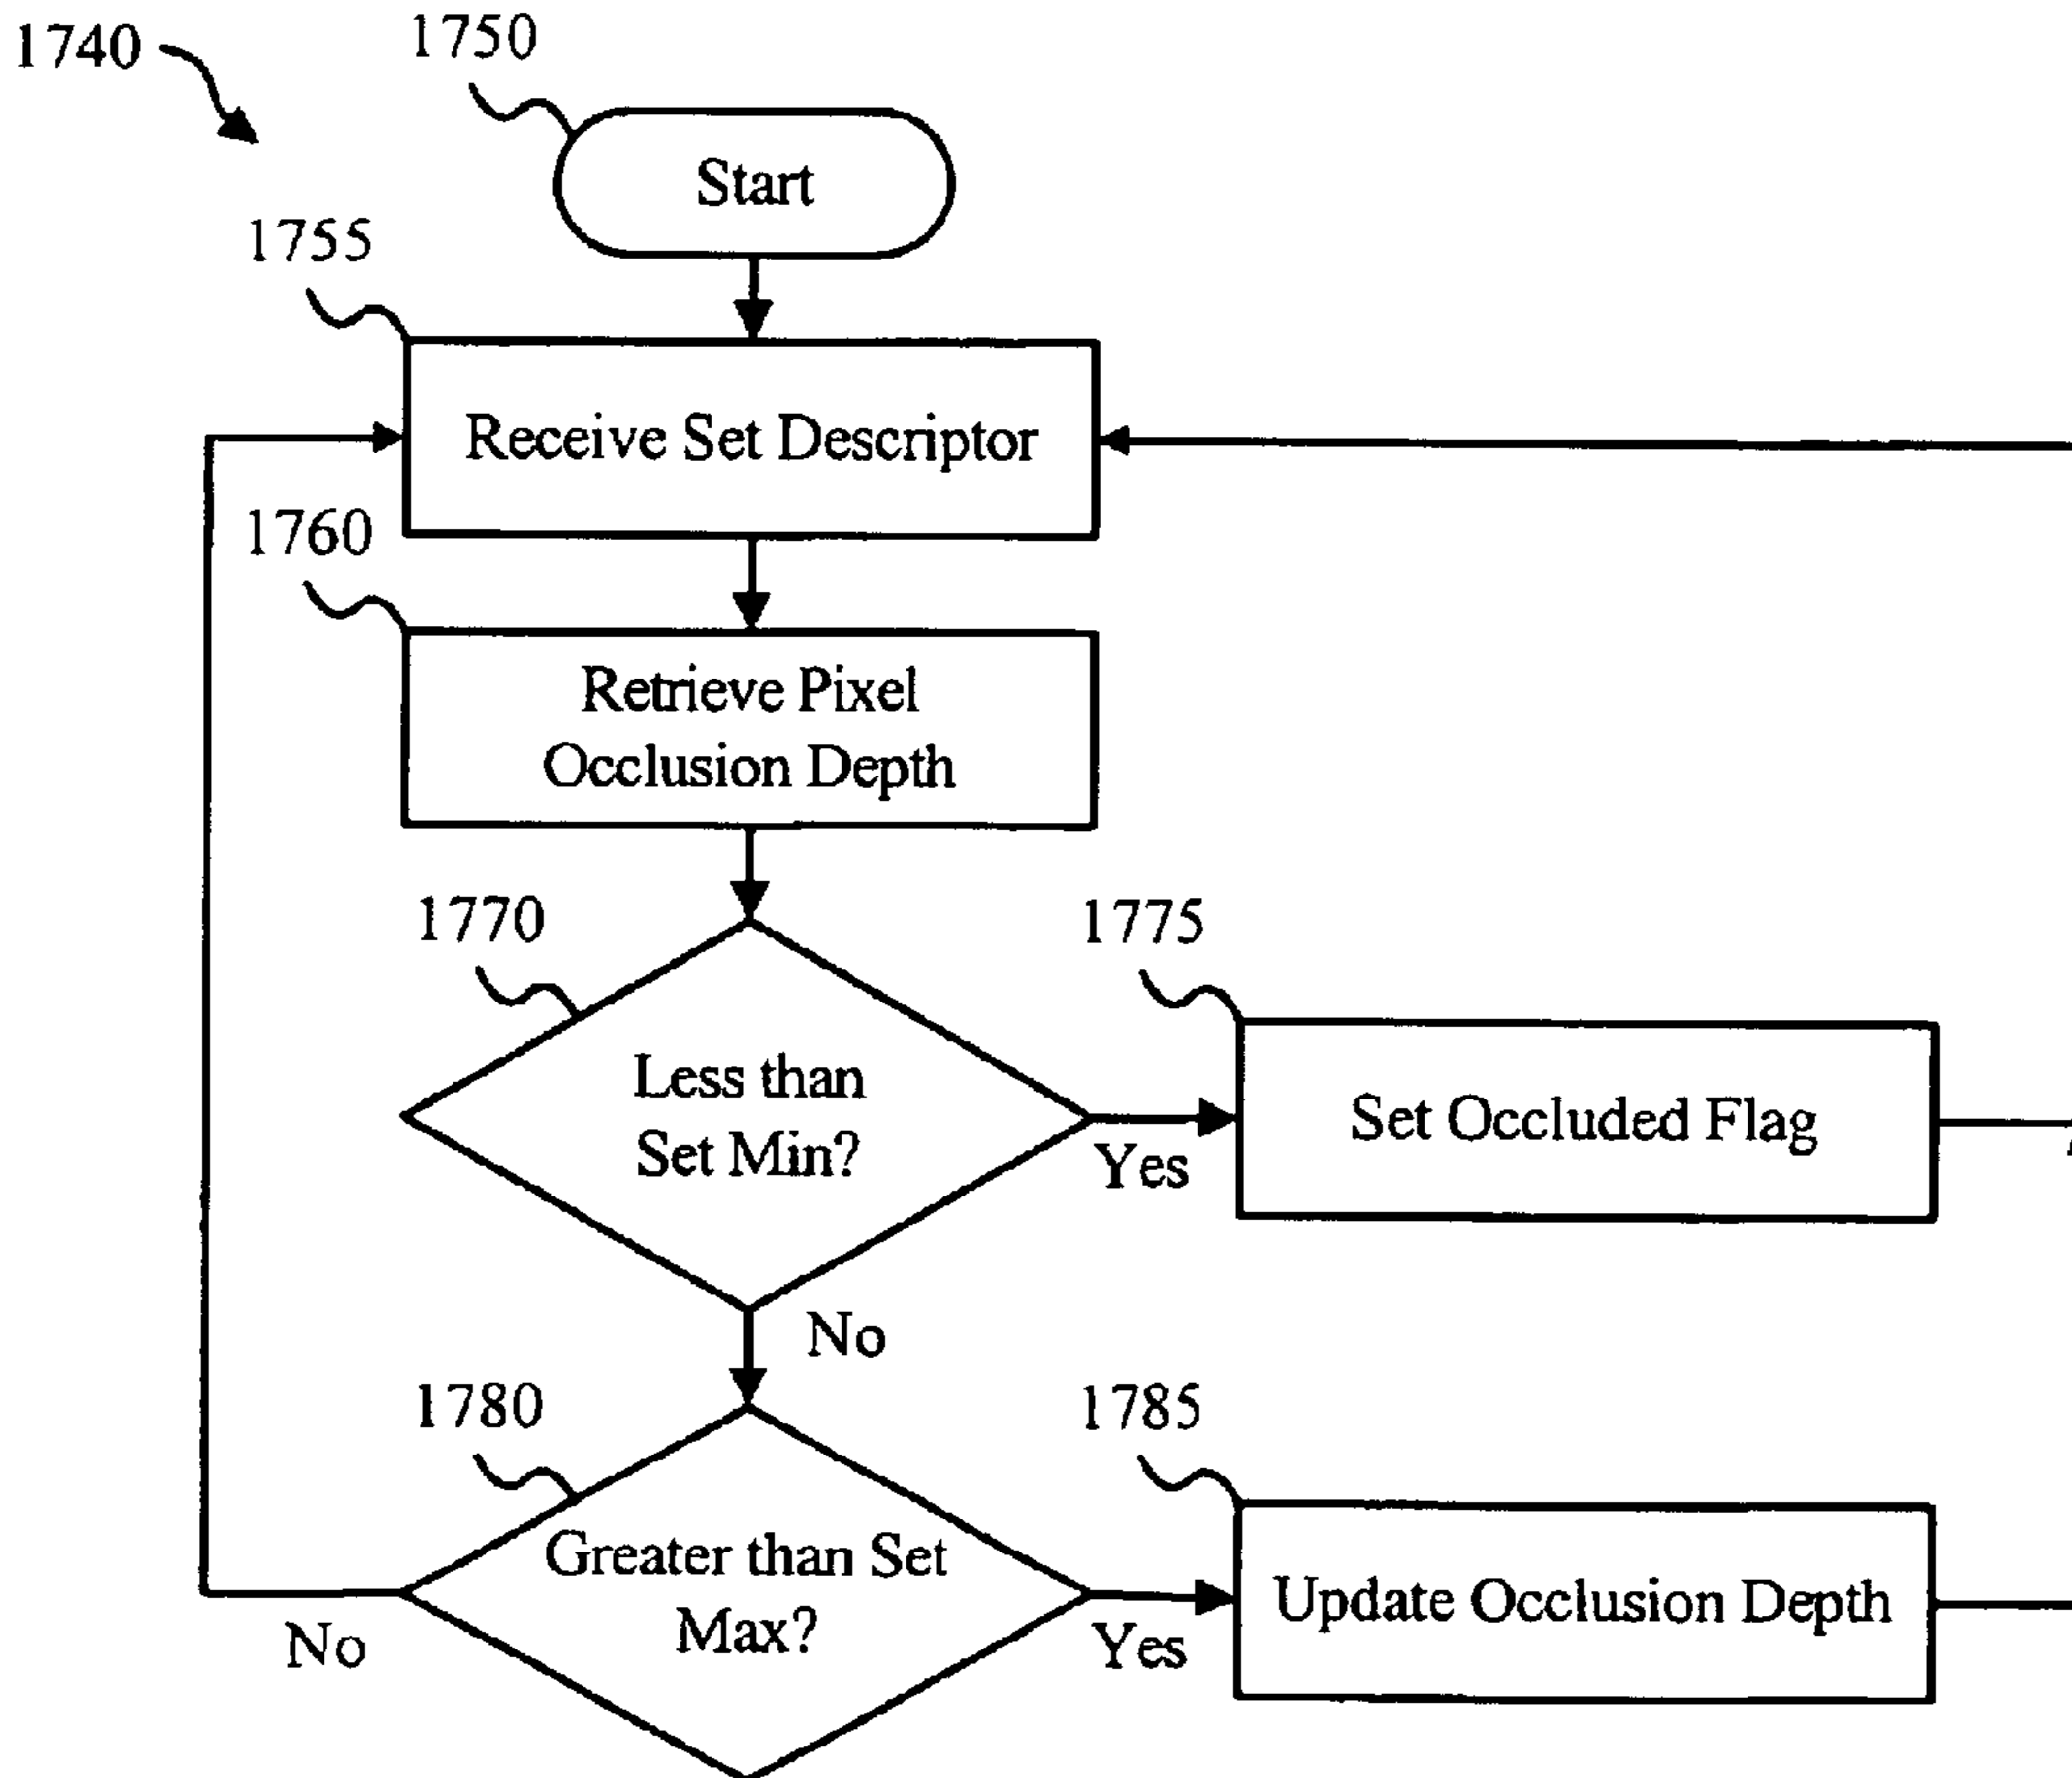 1740
1750
Start
1755
Receive Set Descriptor
1760
Retrieve Pixel
Occlusion Depth
1770
Less than
Set Min?
Yes
1775
Set Occluded Flag
No
1780
Greater than Set
Max?
No
Yes
1785
Update Occlusion Depth